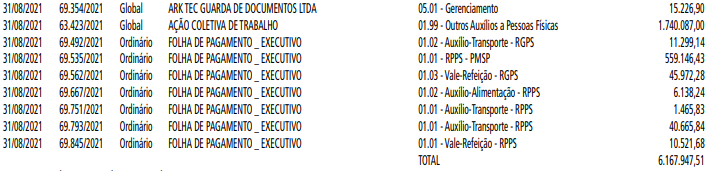 31/08/2021 69.354/2021 Global ARK TEC GUARDA DE DOCUMENTOS LTDA 05.01 - Gerenciamento 15.226,90
31/08/2021 63.423/2021 Global AÇÃO COLETIVA DE TRABALHO 01.99 - Outros Auxílios a Pessoas Físicas 1.740.087,00
31/08/2021 69.492/2021 Ordinário FOLHA DE PAGAMENTO _ EXECUTIVO 01.02 - Auxílio-Transporte - RGPS 11.299,14
31/08/2021 69.535/2021 Ordinário FOLHA DE PAGAMENTO _ EXECUTIVO 01.01 - RPPS - PMSP 559.146,43
31/08/2021 69.562/2021 Ordinário FOLHA DE PAGAMENTO _ EXECUTIVO 01.03 - Vale-Refeição - RGPS 45.972,28
31/08/2021 69.667/2021 Ordinário FOLHA DE PAGAMENTO _ EXECUTIVO 01.02 - Auxílio-Alimentação - RPPS 6.138,24
31/08/2021 69.751/2021 Ordinário FOLHA DE PAGAMENTO _ EXECUTIVO 01.01 - Auxílio-Transporte - RPPS 1.465,83
31/08/2021 69.793/2021 Ordinário FOLHA DE PAGAMENTO _ EXECUTIVO 01.01 - Auxílio-Transporte - RPPS 40.665,84
31/08/2021 69.845/2021 Ordinário FOLHA DE PAGAMENTO _ EXECUTIVO 01.01 - Vale-Refeição - RPPS 10.521,68
TOTAL 6.167.947,51